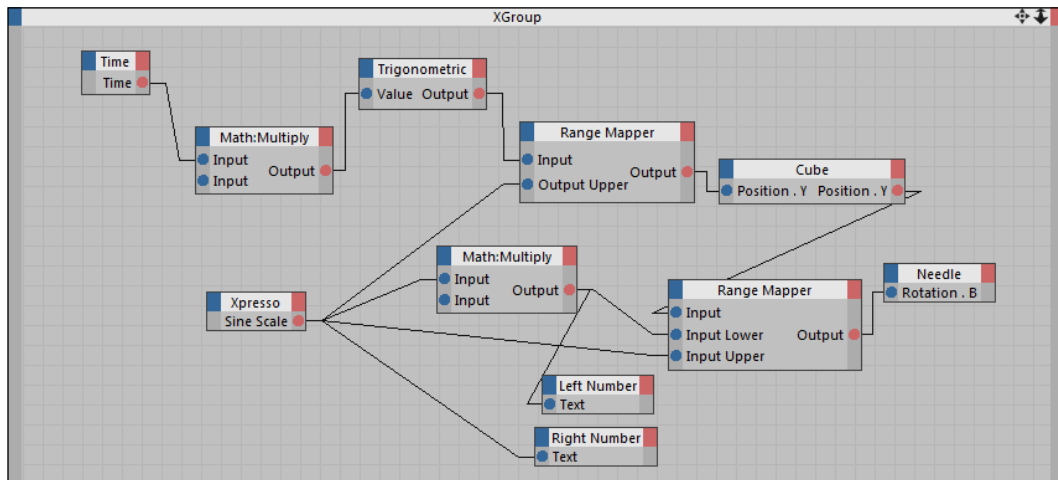 XGroup
Time
Time
Trigonometric
Value Output
Math:Multiply
Input
Output
Input
Range Mapper
Input
Output
Output Upper
Cube
Position . Y Position . Y
Math:Multiply
Input
Output
Input
Xpresso
Sine Scale
Range Mapper
Input
Input Lower Output
Input Upper
Needle
Rotation . B
Left Number
Text
Right Number
Text